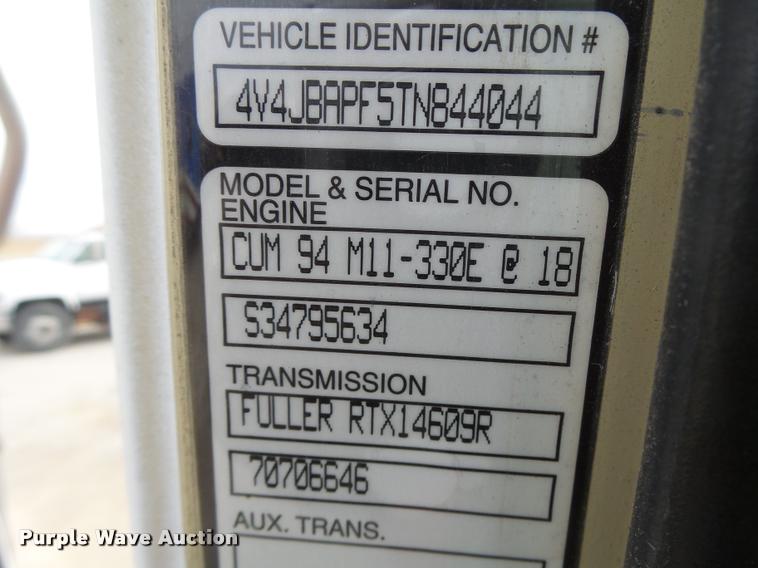 VEHICLE IDENTIFICATION #
4V4JBAPF5TN844044
MODEL & SERIAL NO.
ENGINE
CUM 94 M11-330E @ 18
S34795634
TRANSMISSION
FULLER RTX14609R
70706646
AUX. TRANS.
Purple Wave Auction